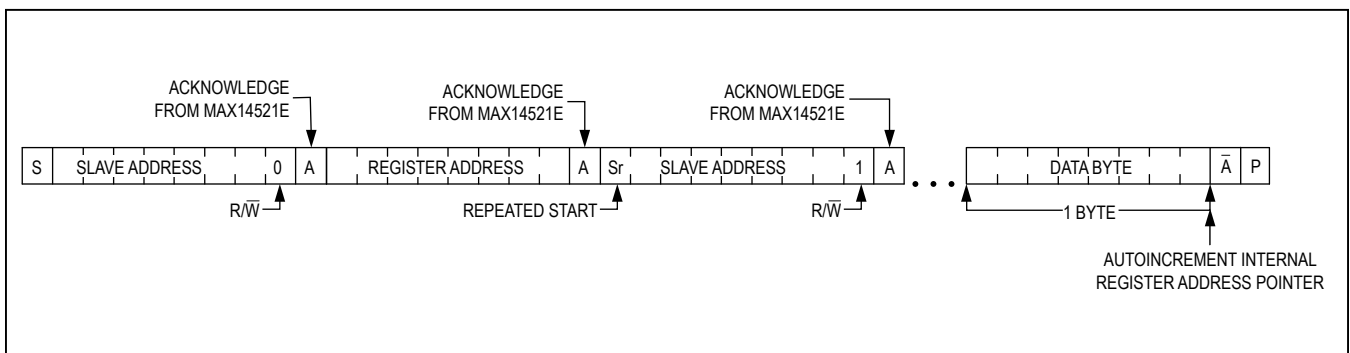 ACKNOWLEDGE
FROM MAX14521E
ACKNOWLEDGE
FROM MAX14521E
ACKNOWLEDGE
FROM MAX14521E
S SLAVE ADDRESS 0 A REGISTER ADDRESS A Sr SLAVE ADDRESS 1 A ... DATA BYTE A̅ P
R/W̅ REPEATED START R/W̅ 1 BYTE
AUTOINCREMENT INTERNAL
REGISTER ADDRESS POINTER